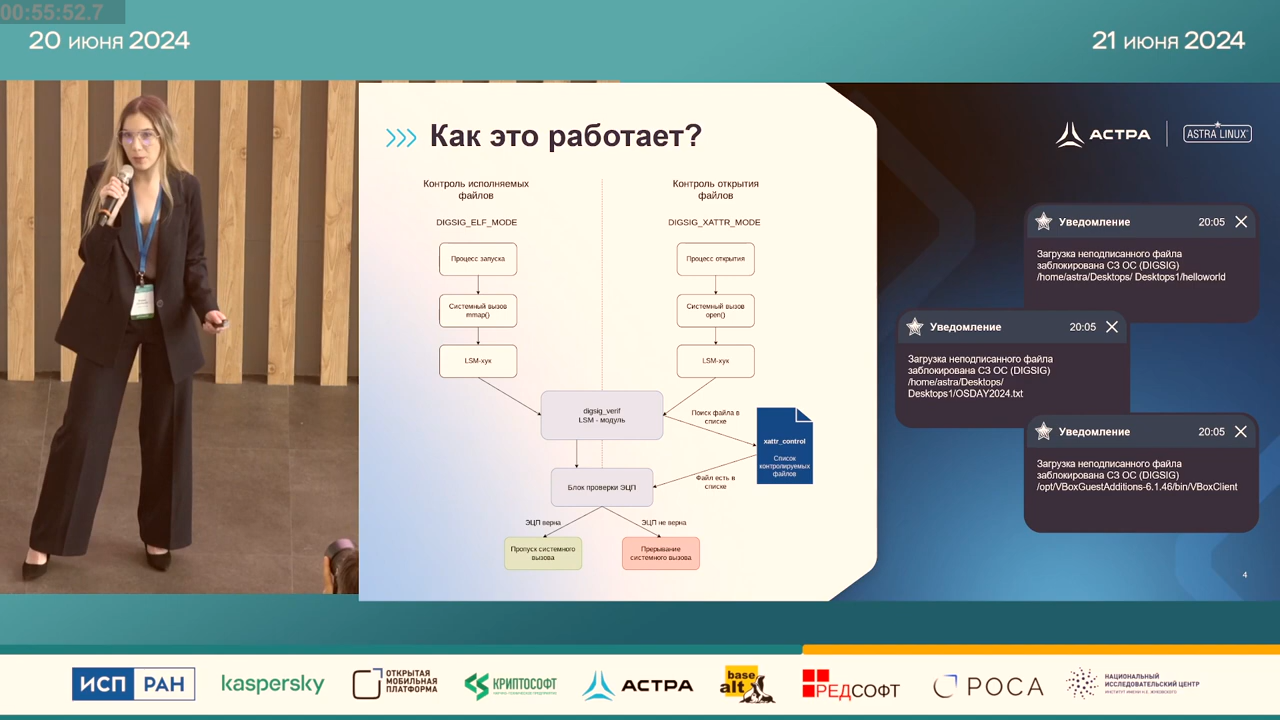 00:55:52.7
20 июня 2024
21 июня 2024
Как это работает?
АСТРА
ASTRA LINUX
Контроль исполняемых
файлов
DIGSIG_ELF_MODE
Процесс запуска
Системный вызов
mmap()
LSM-хук
Контроль открытия
файлов
DIGSIG_XATTR_MODE
Процесс открытия
Системный вызов
open()
LSM-хук
digsig_verif
LSM - модуль
Поиск файла в
списке
xattr_control
Список
контролируемых
файлов
Файл есть в
списке
Блок проверки ЭЦП
ЭЦП верна
ЭЦП не верна
Пропуск системного
вызова
Прерывание
системного вызова
Уведомление 20:05
Загрузка неподписанного файла
заблокирована СЗ ОС (DIGSIG)
/home/astra/Desktops/ Desktops1/helloworld
Уведомление 20:05
Загрузка неподписанного файла
заблокирована СЗ ОС (DIGSIG)
/home/astra/Desktops/
Desktops1/OSDAY2024.txt
Уведомление 20:05
Загрузка неподписанного файла
заблокирована СЗ ОС (DIGSIG)
/opt/VBoxGuestAdditions-6.1.46/bin/VBoxClient
4
ИСП РАН
kaspersky
ОТКРЫТАЯ
МОБИЛЬНАЯ
ПЛАТФОРМА
КРИПТОСОФТ
АСТРА
base
alt
РЕДСОФТ
РОСА
НАЦИОНАЛЬНЫЙ
ИССЛЕДОВАТЕЛЬСКИЙ ЦЕНТР